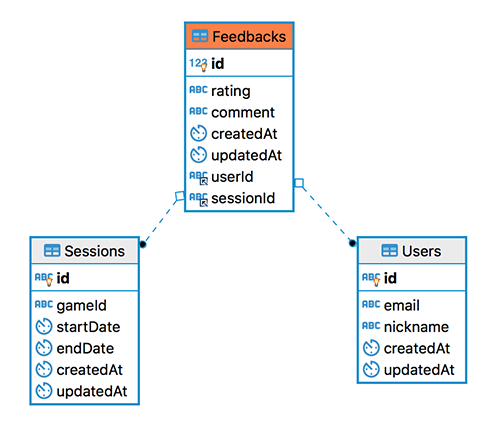 Feedbacks
123 id
ABC rating
ABC comment
createdAt
updatedAt
ABC userId
ABC sessionId
Sessions
ABC id
ABC gameId
startDate
endDate
createdAt
updatedAt
Users
ABC id
ABC email
ABC nickname
createdAt
updatedAt